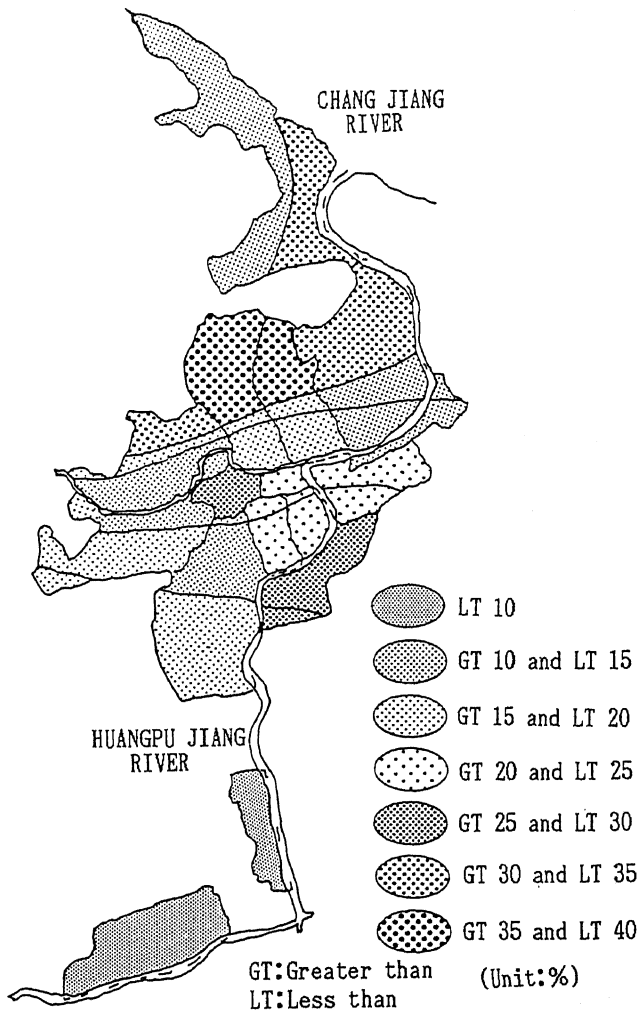 CHANG JIANG
RIVER
HUANGPU JIANG
RIVER
LT 10
GT 10 and LT 15
GT 15 and LT 20
GT 20 and LT 25
GT 25 and LT 30
GT 30 and LT 35
GT 35 and LT 40
GT:Greater than
LT:Less than
(Unit:%)